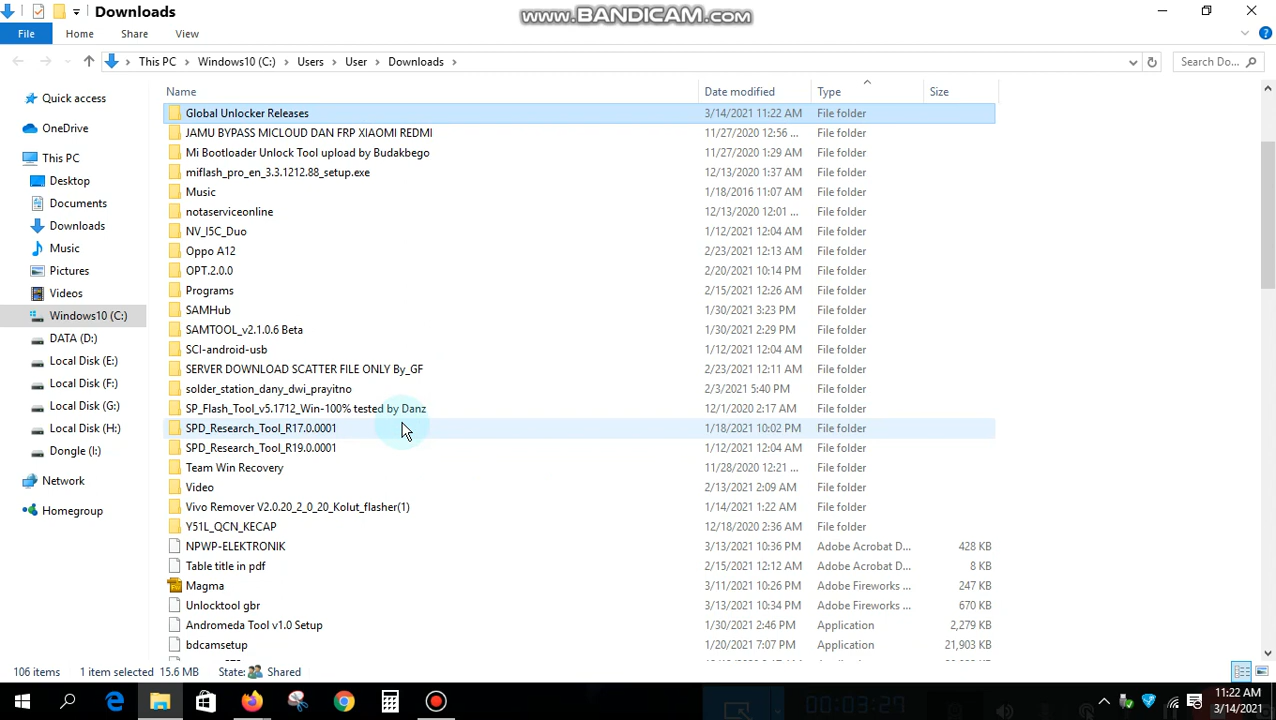 Downloads
www.BANDICAM.com
File Home Share View
This PC Windows10 (C:) Users User Downloads
Search Do...
Name Date modified Type Size
Quick access
OneDrive
This PC
Desktop
Documents
Downloads
Music
Pictures
Videos
Windows10 (C:)
DATA (D:)
Local Disk (E:)
Local Disk (F:)
Local Disk (G:)
Local Disk (H:)
Dongle (I:)
Network
Homegroup
Global Unlocker Releases 3/14/2021 11:22 AM File folder
JAMU BYPASS MICLOUD DAN FRP XIAOMI REDMI 11/27/2020 12:56 ... File folder
Mi Bootloader Unlock Tool upload by Budakbego 11/27/2020 1:29 AM File folder
miflash_pro_en_3.3.1212.88_setup.exe 12/13/2020 1:37 AM File folder
Music 1/18/2016 11:07 AM File folder
notaserviceonline 12/13/2020 12:01 ... File folder
NV_I5C_Duo 1/12/2021 12:04 AM File folder
Oppo A12 2/23/2021 12:13 AM File folder
OPT.2.0.0 2/20/2021 10:14 PM File folder
Programs 2/15/2021 12:26 AM File folder
SAMHub 1/30/2021 3:23 PM File folder
SAMTOOL_v2.1.0.6 Beta 1/30/2021 2:29 PM File folder
SCI-android-usb 1/12/2021 12:04 AM File folder
SERVER DOWNLOAD SCATTER FILE ONLY By_GF 2/23/2021 12:11 AM File folder
solder_station_dany_dwi_prayitno 2/3/2021 5:40 PM File folder
SP_Flash_Tool_v5.1712_Win-100% tested by Danz 12/1/2020 2:17 AM File folder
SPD_Research_Tool_R17.0.0001 1/18/2021 10:02 PM File folder
SPD_Research_Tool_R19.0.0001 1/12/2021 12:04 AM File folder
Team Win Recovery 11/28/2020 12:21 ... File folder
Video 2/13/2021 2:09 AM File folder
Vivo Remover V2.0.20_2_0_20_Kolut_flasher(1) 1/14/2021 1:22 AM File folder
Y51L_QCN_KECAP 12/18/2020 2:36 AM File folder
NPWP-ELEKTRONIK 3/13/2021 10:36 PM Adobe Acrobat D... 428 KB
Table title in pdf 2/15/2021 12:12 AM Adobe Acrobat D... 8 KB
Magma 3/11/2021 10:26 PM Adobe Fireworks ... 247 KB
Unlocktool gbr 3/13/2021 10:34 PM Adobe Fireworks ... 670 KB
Andromeda Tool v1.0 Setup 1/30/2021 2:46 PM Application 2,279 KB
bdcamsetup 1/20/2021 7:07 PM Application 21,903 KB
106 items 1 item selected 15.6 MB State: Shared
00:03:29
11:22 AM
3/14/2021